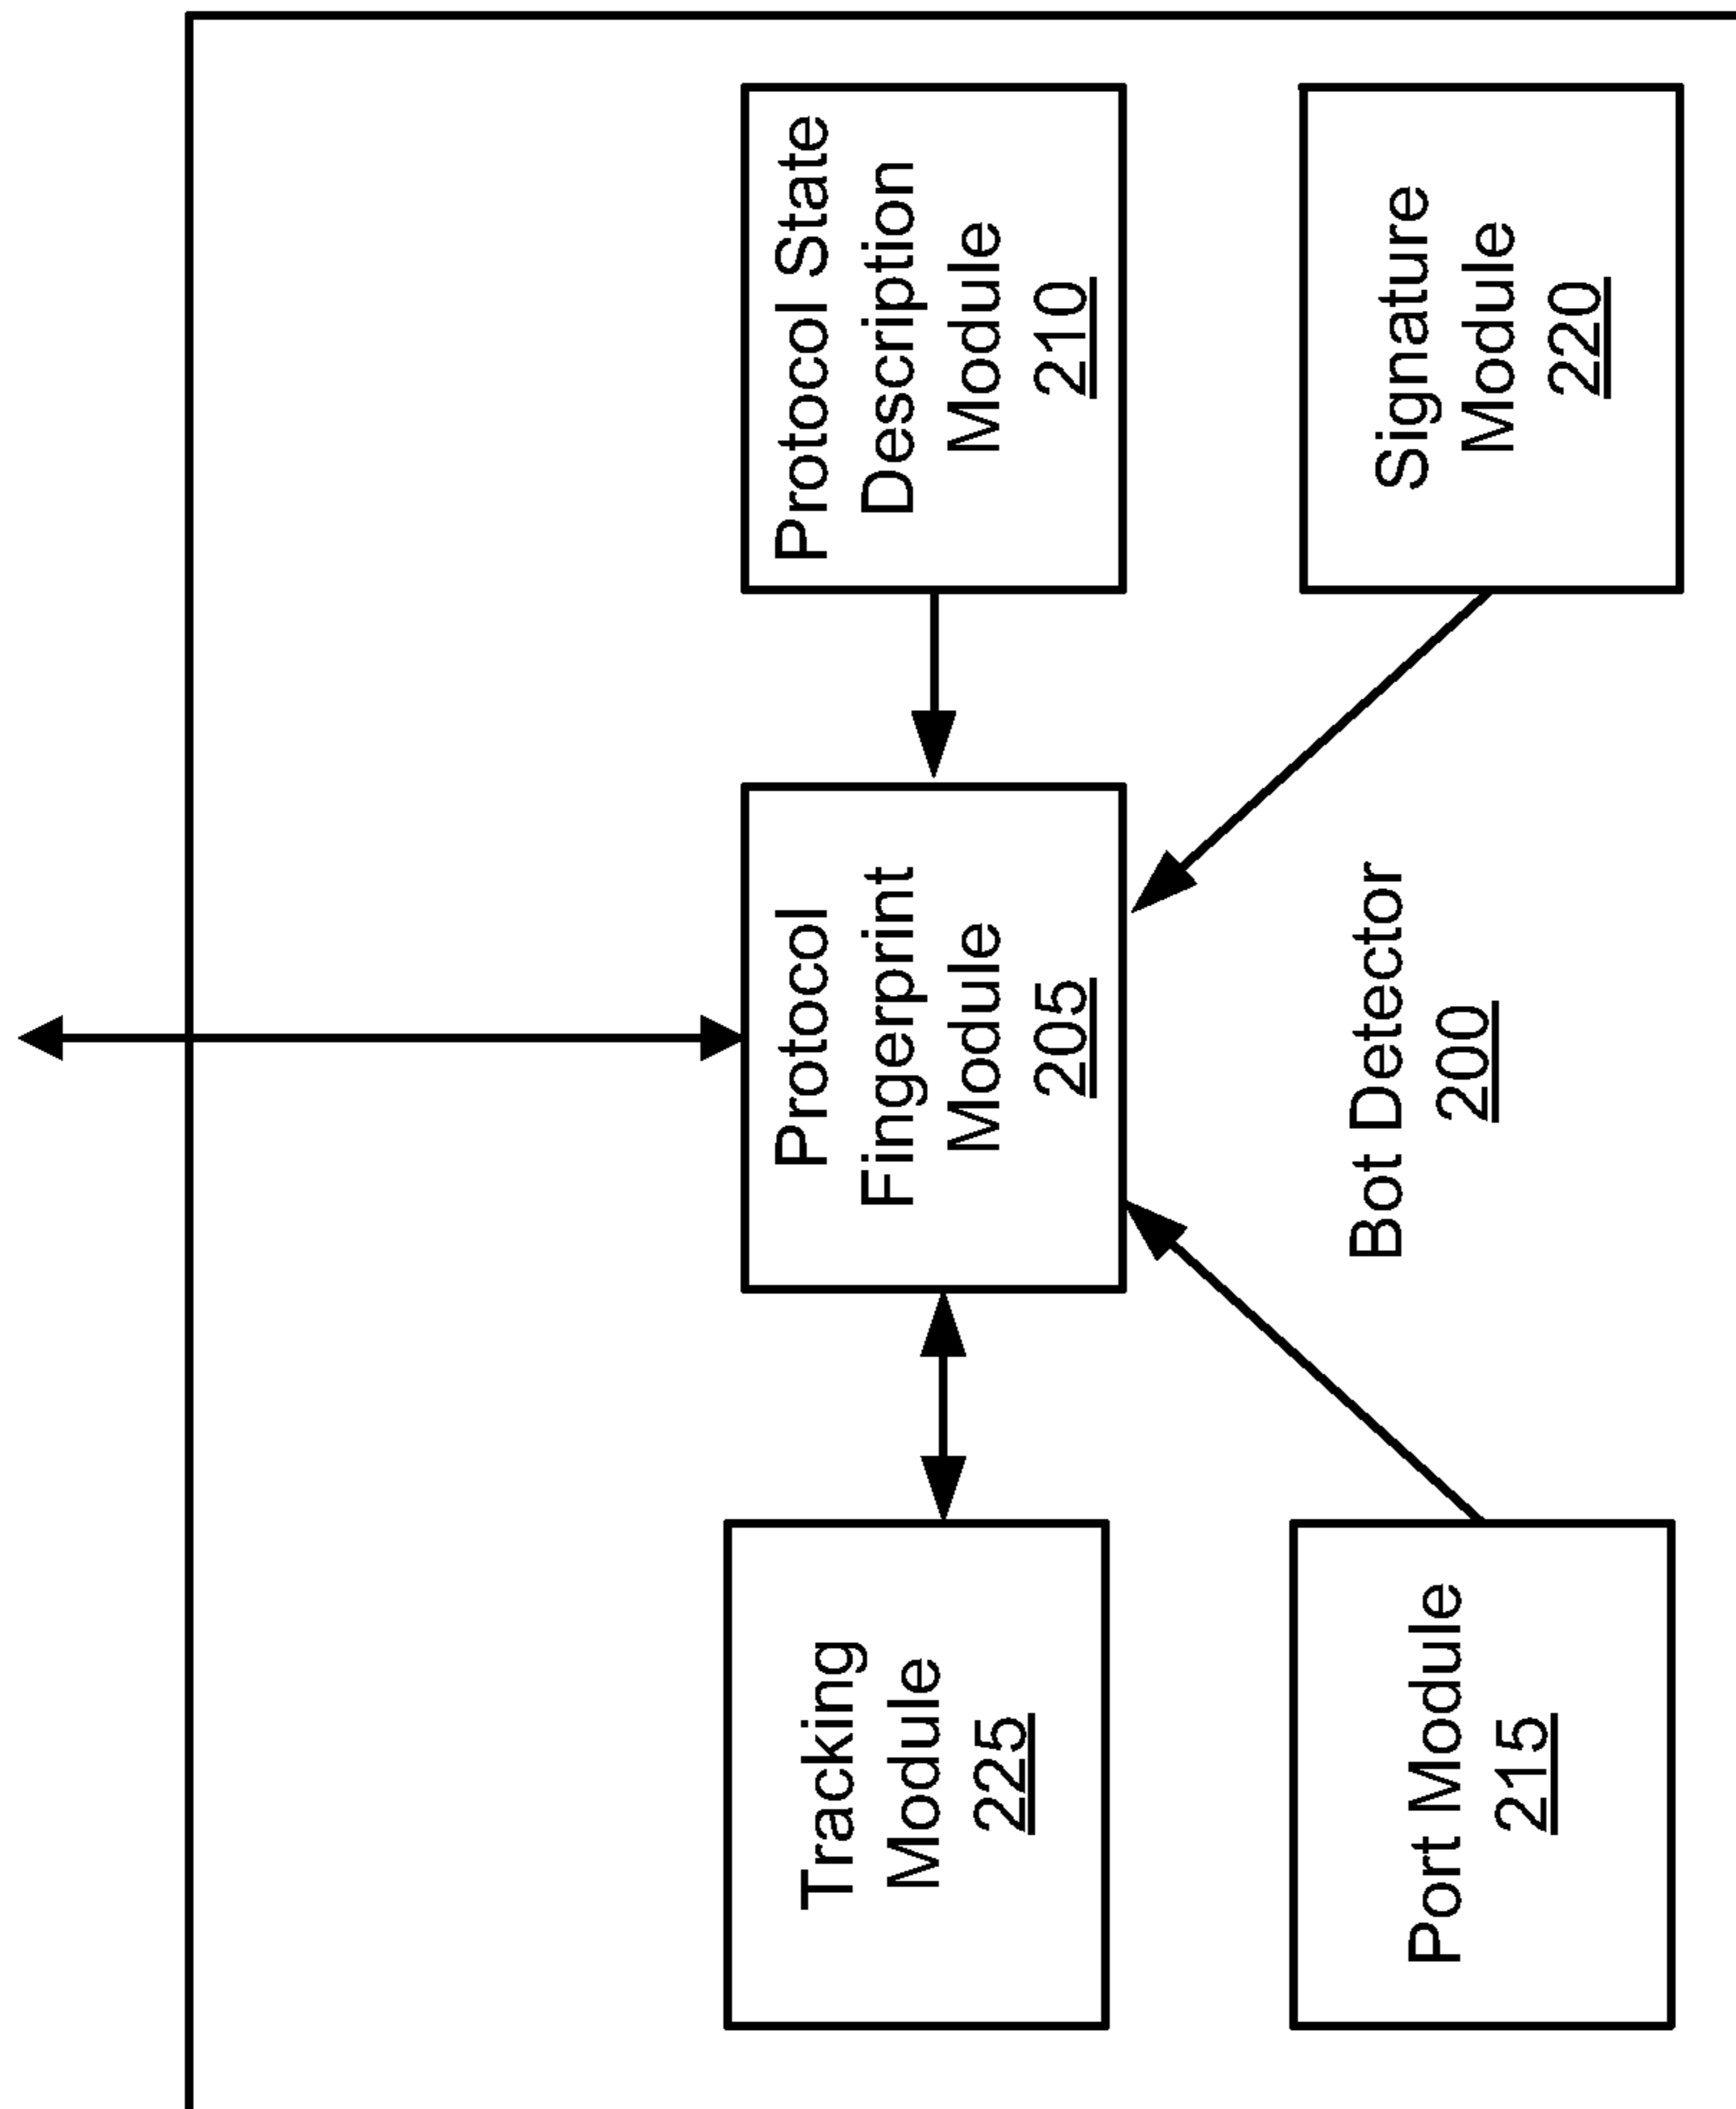 Tracking
Module
225
Protocol
Fingerprint
Module
205
Protocol State
Description
Module
210
Port Module
215
Bot Detector
200
Signature
Module
220